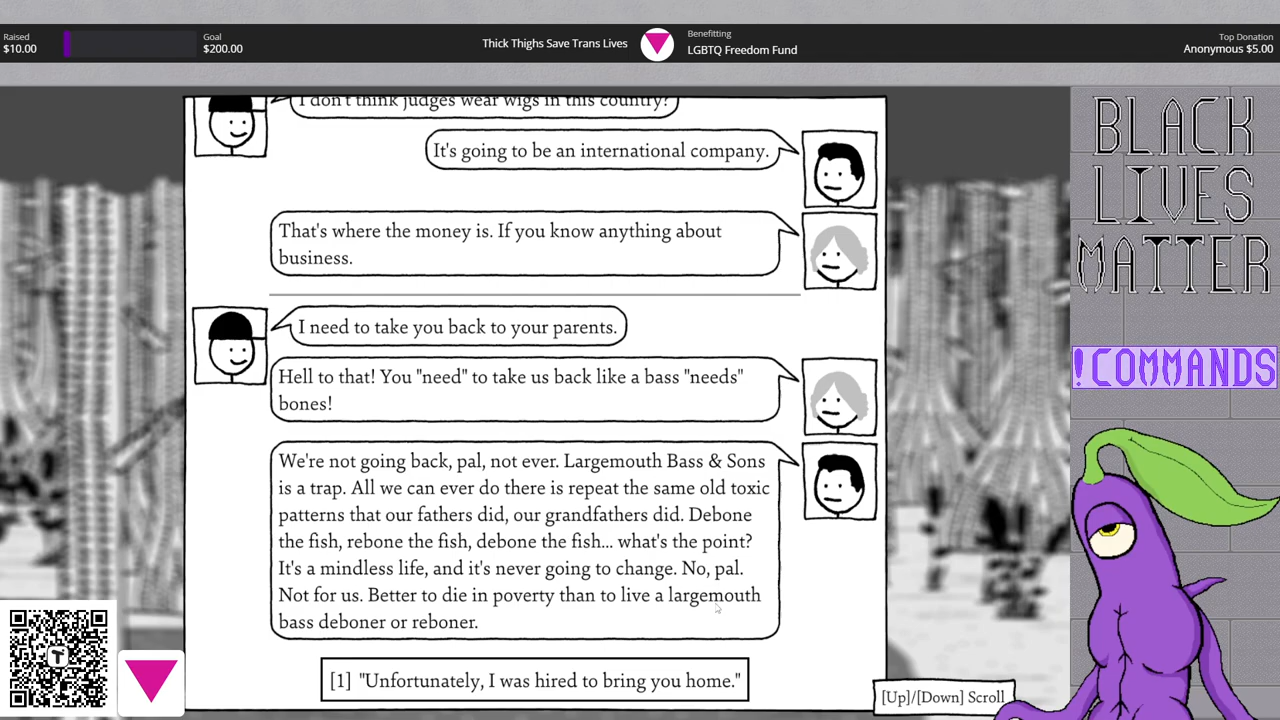 Raised
$10.00
Goal
$200.00
Thick Thighs Save Trans Lives
Benefitting
LGBTQ Freedom Fund
Top Donation
Anonymous $5.00
I don't think judges wear wigs in this country?
It's going to be an international company.
That's where the money is. If you know anything about
business.
I need to take you back to your parents.
Hell to that! You "need" to take us back like a bass "needs"
bones!
We're not going back, pal, not ever. Largemouth Bass & Sons
is a trap. All we can ever do there is repeat the same old toxic
patterns that our fathers did, our grandfathers did. Debone
the fish, rebone the fish, debone the fish... what's the point?
It's a mindless life, and it's never going to change. No, pal.
Not for us. Better to die in poverty than to live a largemouth
bass deboner or reboner.
[1] "Unfortunately, I was hired to bring you home."
[Up]/[Down] Scroll
BLACK
LIVES
MATTER
!COMMANDS
T